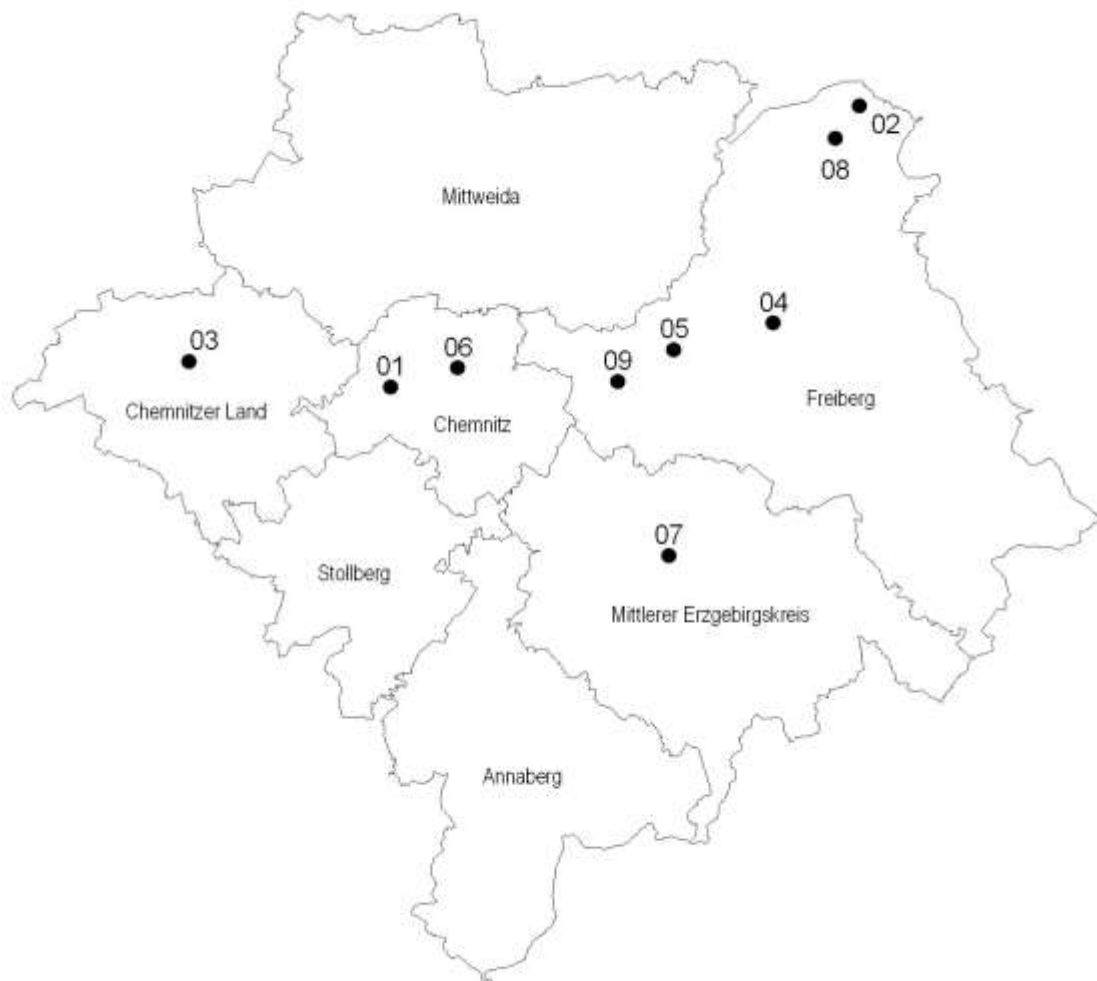 02
08
Mittweida
04
05
03
06
09
01
Freiberg
Chemnitzer Land
Chemnitz
07
Stollberg
Mittlerer Erzgebirgskreis
Annaberg